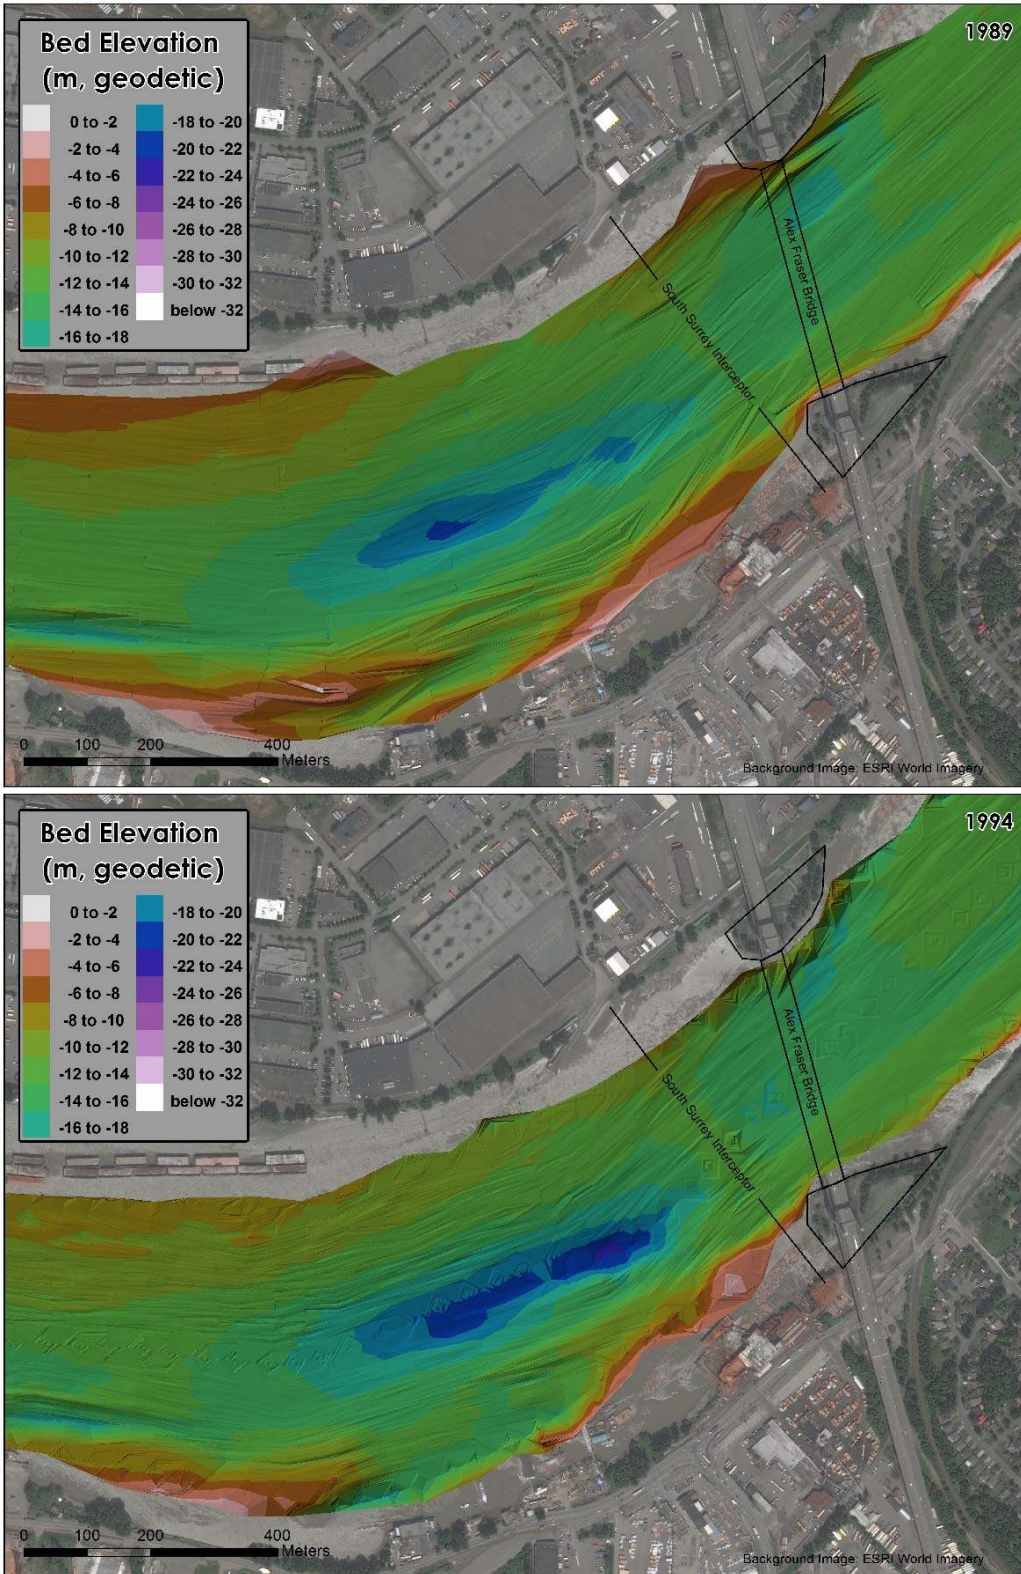 1989
Bed Elevation
(m, geodetic)
0 to -2
-2 to -4
-4 to -6
-6 to -8
-8 to -10
-10 to -12
-12 to -14
-14 to -16
-16 to -18
-18 to -20
-20 to -22
-22 to -24
-24 to -26
-26 to -28
-28 to -30
-30 to -32
below -32
South Surrey Interceptor
Alex Fraser Bridge
0 100 200 400
Meters
Background Image: ESRI World Imagery
1994
Bed Elevation
(m, geodetic)
0 to -2
-2 to -4
-4 to -6
-6 to -8
-8 to -10
-10 to -12
-12 to -14
-14 to -16
-16 to -18
-18 to -20
-20 to -22
-22 to -24
-24 to -26
-26 to -28
-28 to -30
-30 to -32
below -32
South Surrey Interceptor
Alex Fraser Bridge
0 100 200 400
Meters
Background Image: ESRI World Imagery